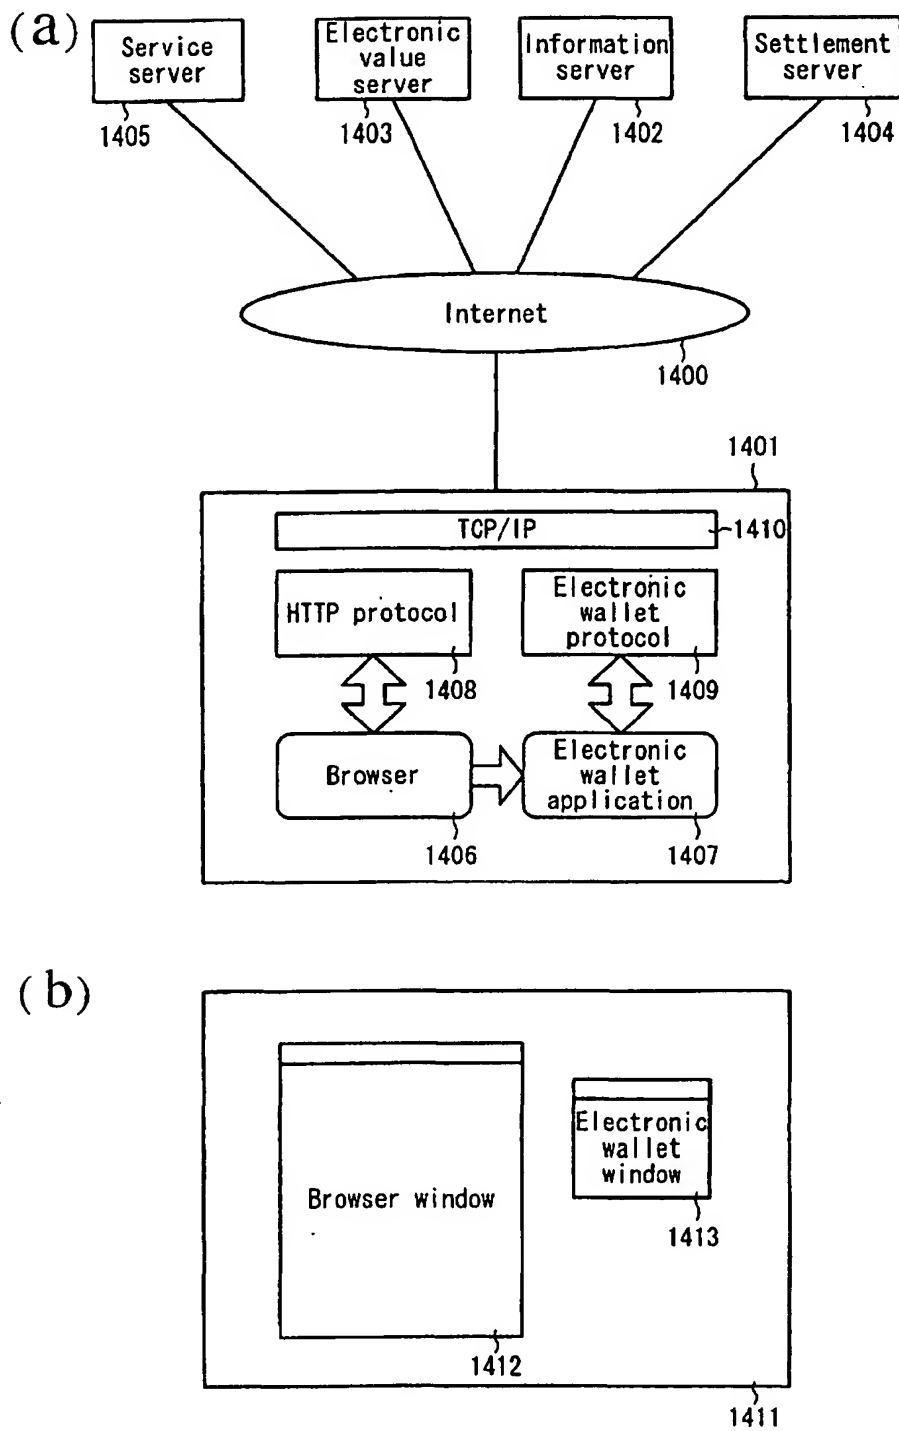 (a)
Service
server
1405
Electronic
value
server
1403
Information
server
1402
Settlement
server
1404
Internet
1400
1401
TCP/IP
1410
HTTP protocol
1408
Electronic
wallet
protocol
1409
Browser
1406
Electronic
wallet
application
1407
(b)
Browser window
1412
Electronic
wallet
window
1413
1411